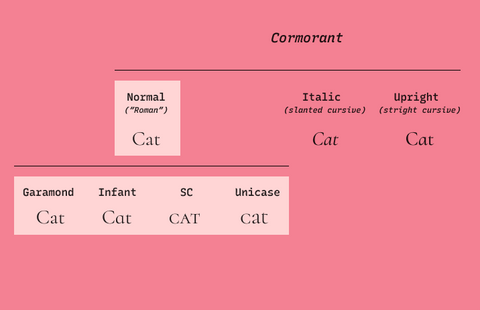 Cormorant
Normal
("Roman")
Cat
Italic
(slanted cursive)
Cat
Upright
(stright cursive)
Cat
Garamond
Cat
Infant
Cat
SC
CAT
Unicase
cat